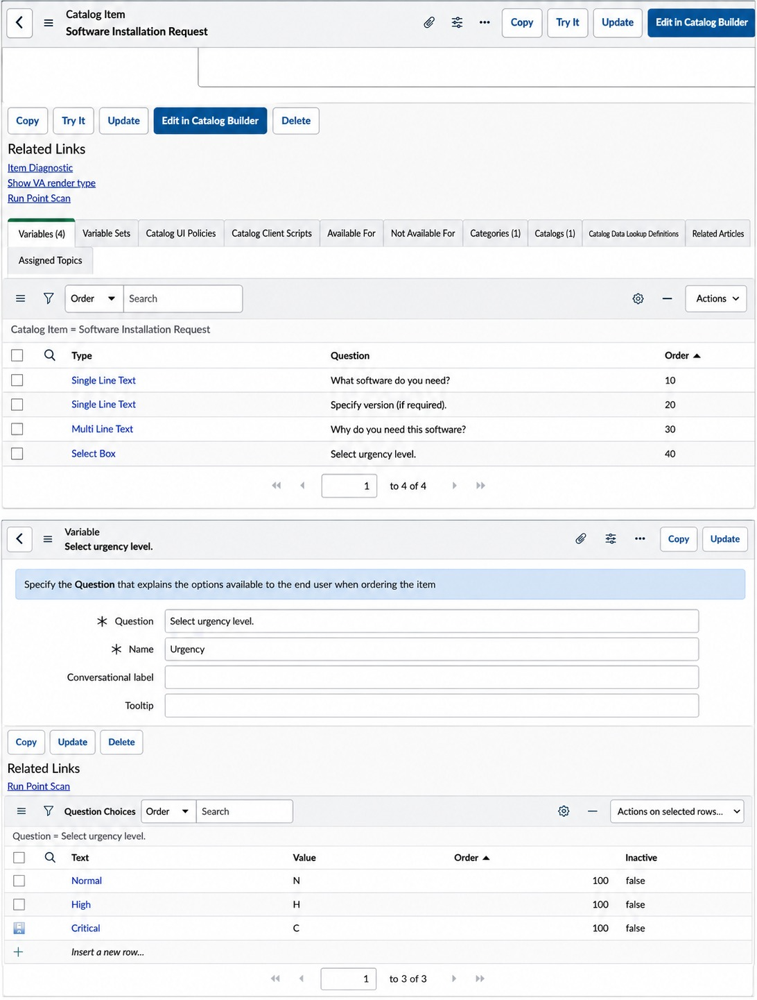 Catalog Item
Software Installation Request
Copy Try It Update Edit in Catalog Builder
Copy Try It Update Edit in Catalog Builder Delete
Related Links
Item Diagnostic
Show VA render type
Run Point Scan
Variables (4) Variable Sets Catalog UI Policies Catalog Client Scripts Available For Not Available For Categories (1) Catalogs (1) Catalog Data Lookup Definitions Related Articles
Assigned Topics
Order Search Actions
Catalog Item = Software Installation Request
Type Question Order
Single Line Text What software do you need? 10
Single Line Text Specify version (if required). 20
Multi Line Text Why do you need this software? 30
Select Box Select urgency level. 40
1 to 4 of 4
Variable
Select urgency level.
Copy Update
Specify the Question that explains the options available to the end user when ordering the item
Question Select urgency level.
Name Urgency
Conversational label
Tooltip
Copy Update Delete
Related Links
Run Point Scan
Question Choices Order Search Actions on selected rows...
Question = Select urgency level.
Text Value Order Inactive
Normal N 100 false
High H 100 false
Critical C 100 false
Insert a new row...
1 to 3 of 3